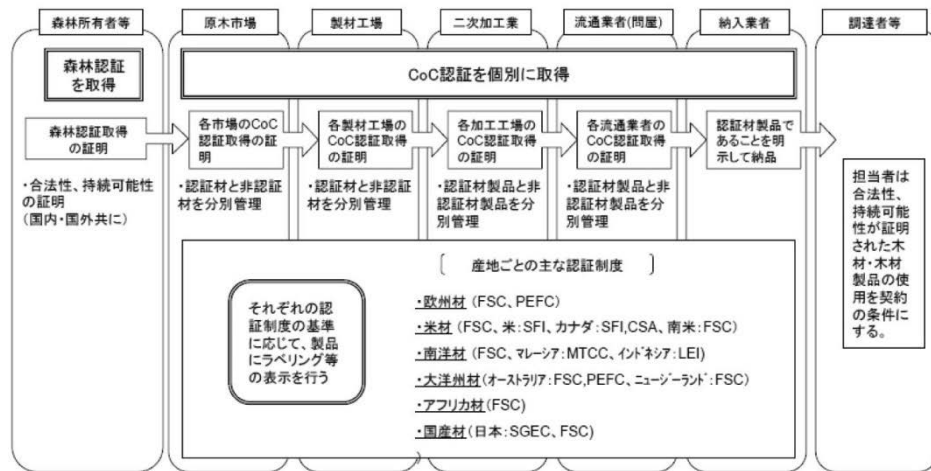 森林所有者等
原木市場
製材工場
二次加工業
流通業者(問屋)
納入業者
調達者等
森林認証
を取得
CoC認証を個別に取得
森林認証取得
の証明
各市場のCoC
認証取得の証
明
各製材工場の
CoC認証取得
の証明
各加工工場の
CoC認証取得
の証明
各流通業者の
CoC認証取得
の証明
認証材製品で
あることを明
示して納品
・合法性、持続可能性
の証明
(国内・国外共に)
・認証材と非認証
材を分別管理
・認証材と非認証
材を分別管理
・認証材製品と非
認証材製品を分
別管理
・認証材製品と非
認証材製品を分
別管理
担当者は
合法性、
持続可能
性が証明
された木
材・木材
製品の使
用を契約
の条件に
する。
それぞれの認
証制度の基準
に応じて、製品
にラベリング等
の表示を行う
〔 産地ごとの主な認証制度 〕
・欧州材 (FSC、PEFC)
・米材 (FSC、米:SFI、カナダ:SFI,CSA、南米:FSC)
・南洋材 (FSC、マレーシア:MTCC、インドネシア:LEI)
・大洋州材(オーストラリア:FSC,PEFC、ニュージーランド:FSC)
・アフリカ材(FSC)
・国産材(日本:SGEC、FSC)